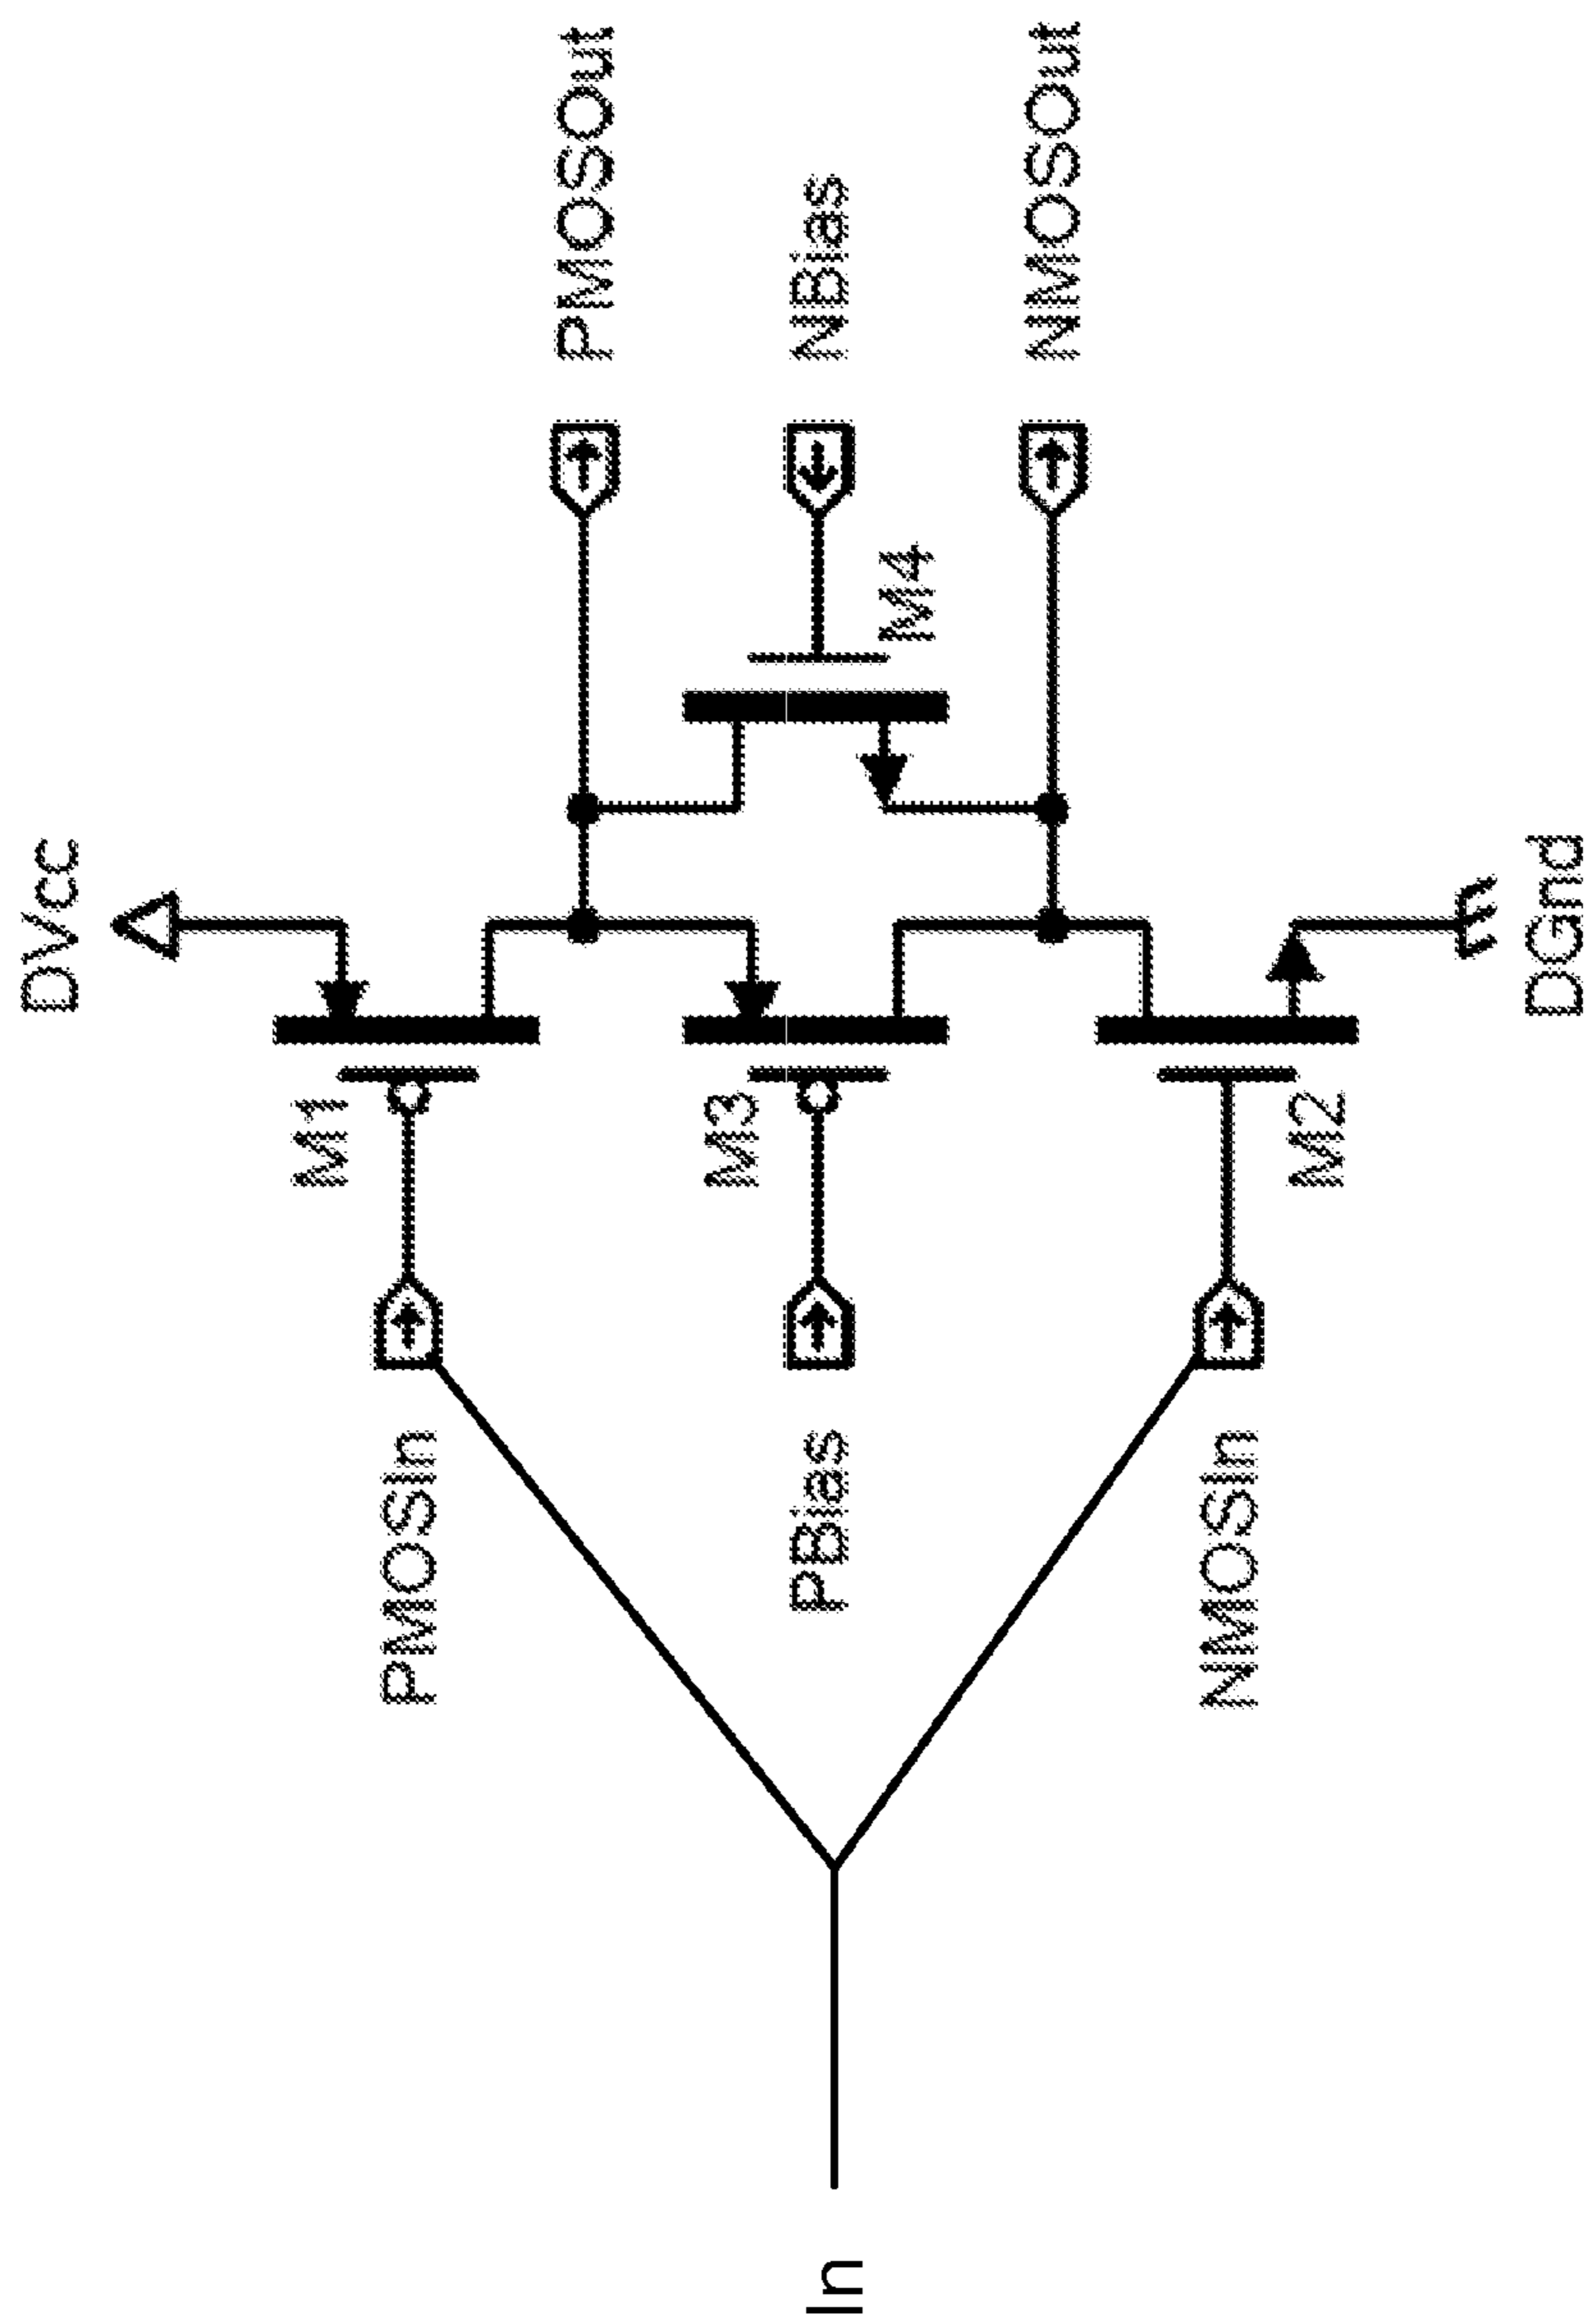 DVcc
M1
PMOSIn
PMOSOut
M3
PBias
NBias
M4
In
NMOSOut
NMOSIn
M2
DGnd